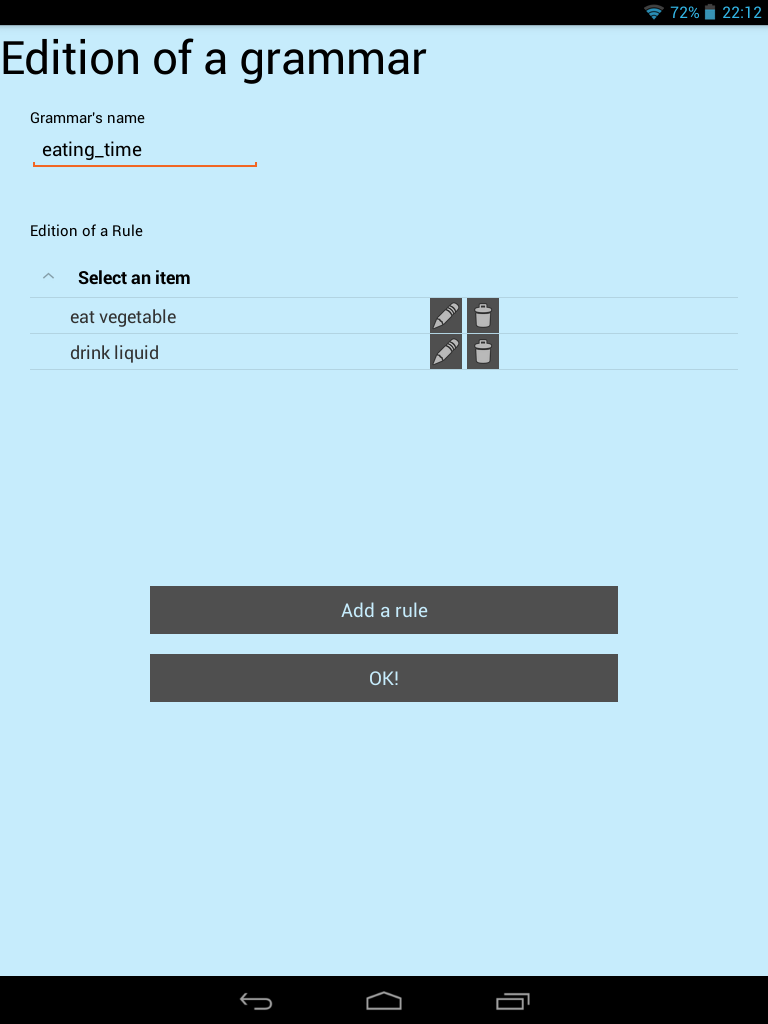 72% 22:12
Edition of a grammar
Grammar's name
eating_time
Edition of a Rule
Select an item
eat vegetable
drink liquid
Add a rule
OK!